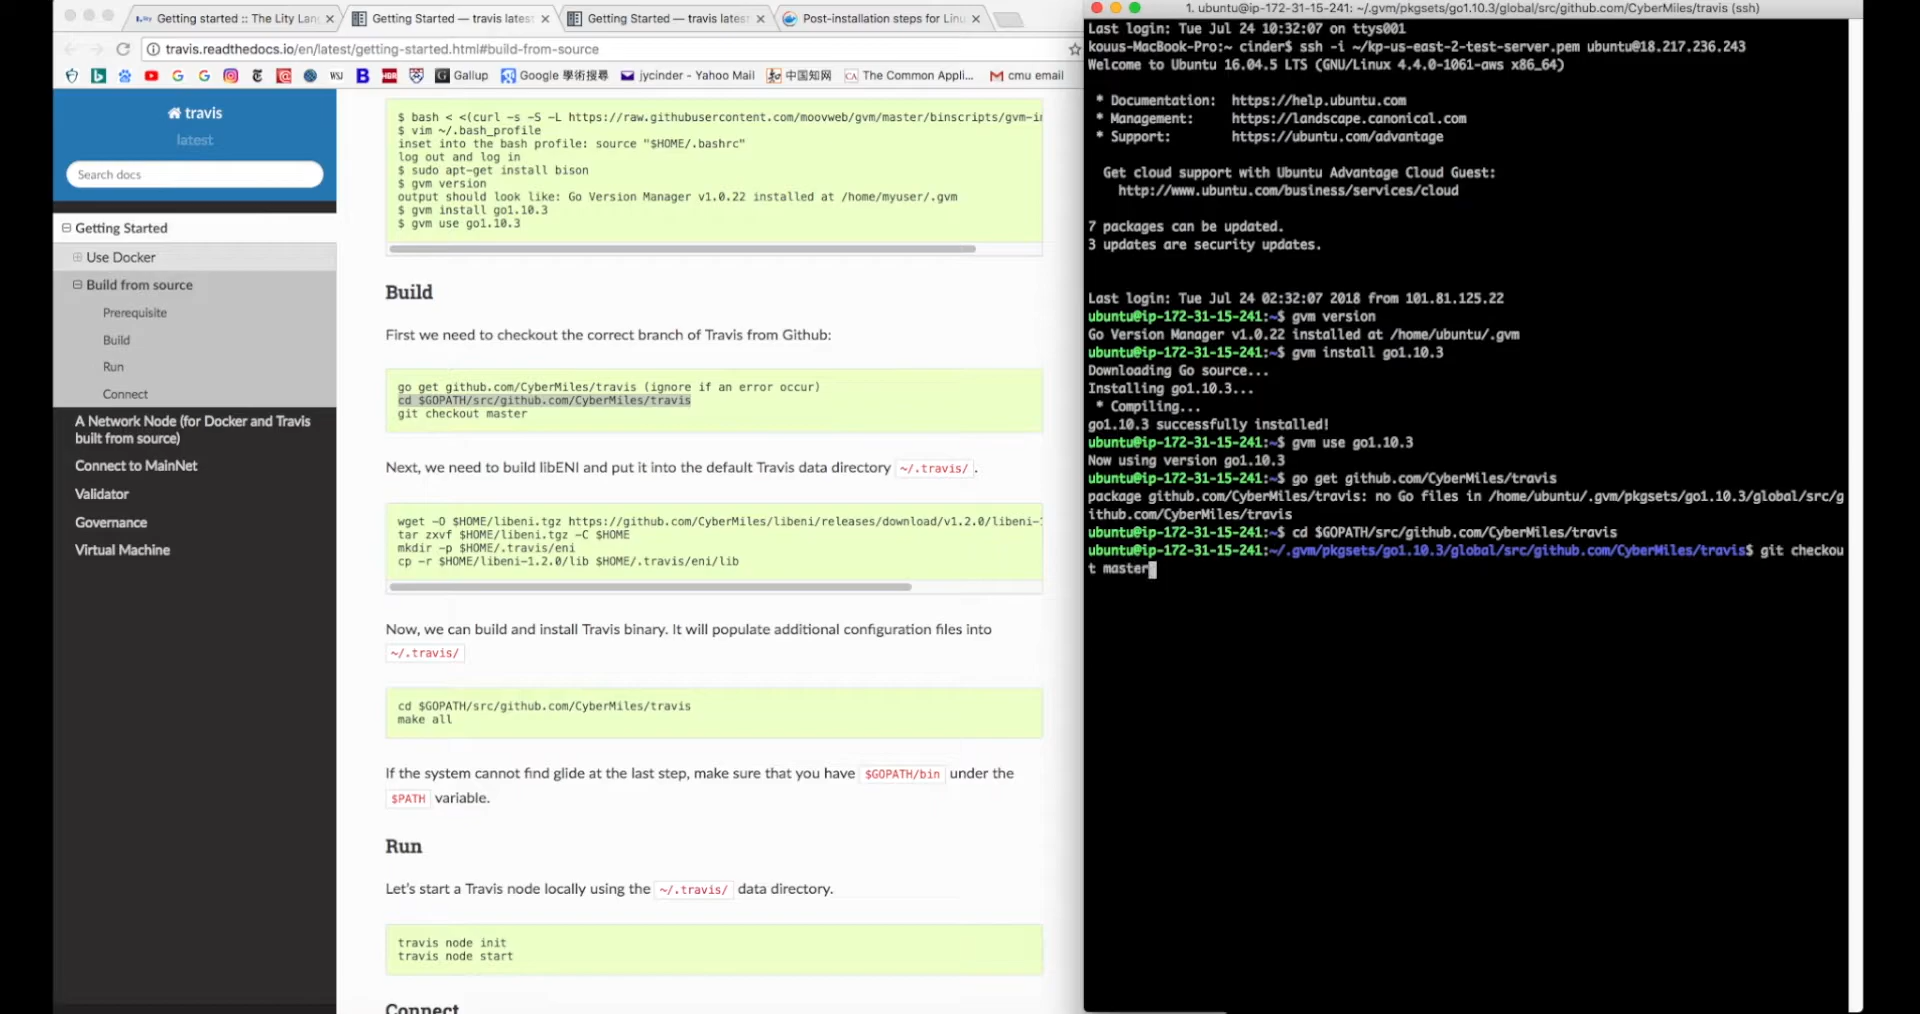 Getting started :: The Lity Lan
Getting Started — travis latest
Getting Started — travis latest
Post-installation steps for Linu
travis.readthedocs.io/en/latest/getting-started.html#build-from-source
WSJ
Gallup
Google 學術搜尋
jycinder - Yahoo Mail
中国知网
CA The Common Appli...
cmu email
travis
latest
Search docs
Getting Started
Use Docker
Build from source
Prerequisite
Build
Run
Connect
A Network Node (for Docker and Travis
built from source)
Connect to MainNet
Validator
Governance
Virtual Machine
$ bash < <(curl -s -S -L https://raw.githubusercontent.com/moovweb/gvm/master/binscripts/gvm-in
$ vim ~/.bash_profile
inset into the bash profile: source "$HOME/.bashrc"
log out and log in
$ sudo apt-get install bison
$ gvm version
output should look like: Go Version Manager v1.0.22 installed at /home/myuser/.gvm
$ gvm install go1.10.3
$ gvm use go1.10.3
Build
First we need to checkout the correct branch of Travis from Github:
go get github.com/CyberMiles/travis (ignore if an error occur)
cd $GOPATH/src/github.com/CyberMiles/travis
git checkout master
Next, we need to build libENI and put it into the default Travis data directory ~/.travis/ .
wget -O $HOME/libeni.tgz https://github.com/CyberMiles/libeni/releases/download/v1.2.0/libeni-1
tar zxvf $HOME/libeni.tgz -C $HOME
mkdir -p $HOME/.travis/eni
cp -r $HOME/libeni-1.2.0/lib $HOME/.travis/eni/lib
Now, we can build and install Travis binary. It will populate additional configuration files into
~/.travis/
cd $GOPATH/src/github.com/CyberMiles/travis
make all
If the system cannot find glide at the last step, make sure that you have $GOPATH/bin under the
$PATH variable.
Run
Let's start a Travis node locally using the ~/.travis/ data directory.
travis node init
travis node start
Connect
1. ubuntu@ip-172-31-15-241: ~/.gvm/pkgsets/go1.10.3/global/src/github.com/CyberMiles/travis (ssh)
Last login: Tue Jul 24 10:32:07 on ttys001
kouus-MacBook-Pro:~ cinder$ ssh -i ~/kp-us-east-2-test-server.pem ubuntu@18.217.236.243
Welcome to Ubuntu 16.04.5 LTS (GNU/Linux 4.4.0-1061-aws x86_64)
* Documentation:  https://help.ubuntu.com
* Management:     https://landscape.canonical.com
* Support:        https://ubuntu.com/advantage
Get cloud support with Ubuntu Advantage Cloud Guest:
http://www.ubuntu.com/business/services/cloud
7 packages can be updated.
3 updates are security updates.
Last login: Tue Jul 24 02:32:07 2018 from 101.81.125.22
ubuntu@ip-172-31-15-241:~$ gvm version
Go Version Manager v1.0.22 installed at /home/ubuntu/.gvm
ubuntu@ip-172-31-15-241:~$ gvm install go1.10.3
Downloading Go source...
Installing go1.10.3...
* Compiling...
go1.10.3 successfully installed!
ubuntu@ip-172-31-15-241:~$ gvm use go1.10.3
Now using version go1.10.3
ubuntu@ip-172-31-15-241:~$ go get github.com/CyberMiles/travis
package github.com/CyberMiles/travis: no Go files in /home/ubuntu/.gvm/pkgsets/go1.10.3/global/src/g
ithub.com/CyberMiles/travis
ubuntu@ip-172-31-15-241:~$ cd $GOPATH/src/github.com/CyberMiles/travis
ubuntu@ip-172-31-15-241:~/.gvm/pkgsets/go1.10.3/global/src/github.com/CyberMiles/travis$ git checkou
t master